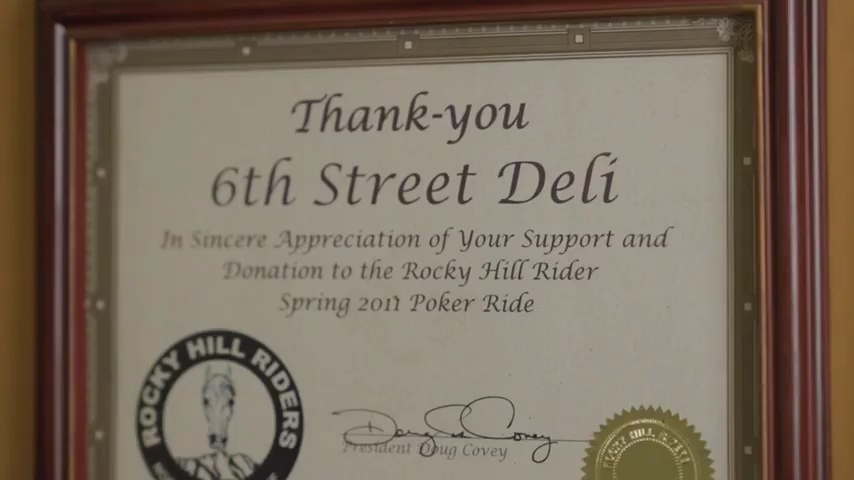 Thank-you
6th Street Deli
In Sincere Appreciation of Your Support and
Donation to the Rocky Hill Rider
Spring 2011 Poker Ride
ROCKY HILL RIDERS
President Doug Covey